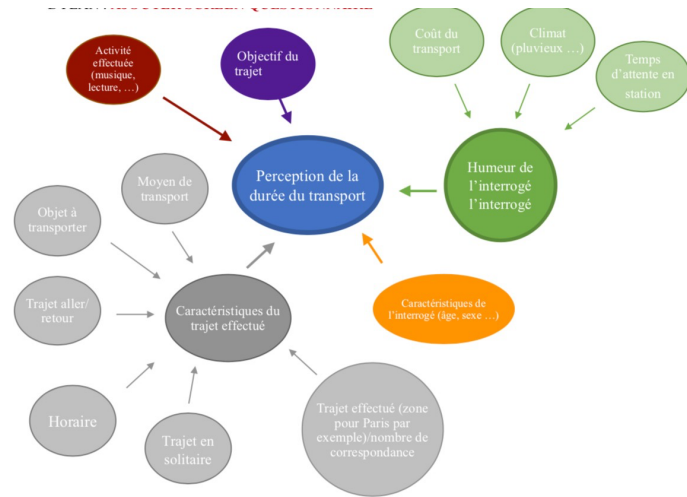 Activité
effectuée
(musique,
lecture, …)
Objectif du
trajet
Coût du
transport
Climat
(pluvieux …)
Temps
d’attente en
station
Perception de la
durée du transport
Humeur de
l’interrogé
l’interrogé
Moyen de
transport
Objet à
transporter
Trajet aller/
retour
Caractéristiques du
trajet effectué
Caractéristiques de
l’interrogé (âge, sexe …)
Horaire
Trajet en
solitaire
Trajet effectué (zone
pour Paris par
exemple)/nombre de
correspondance